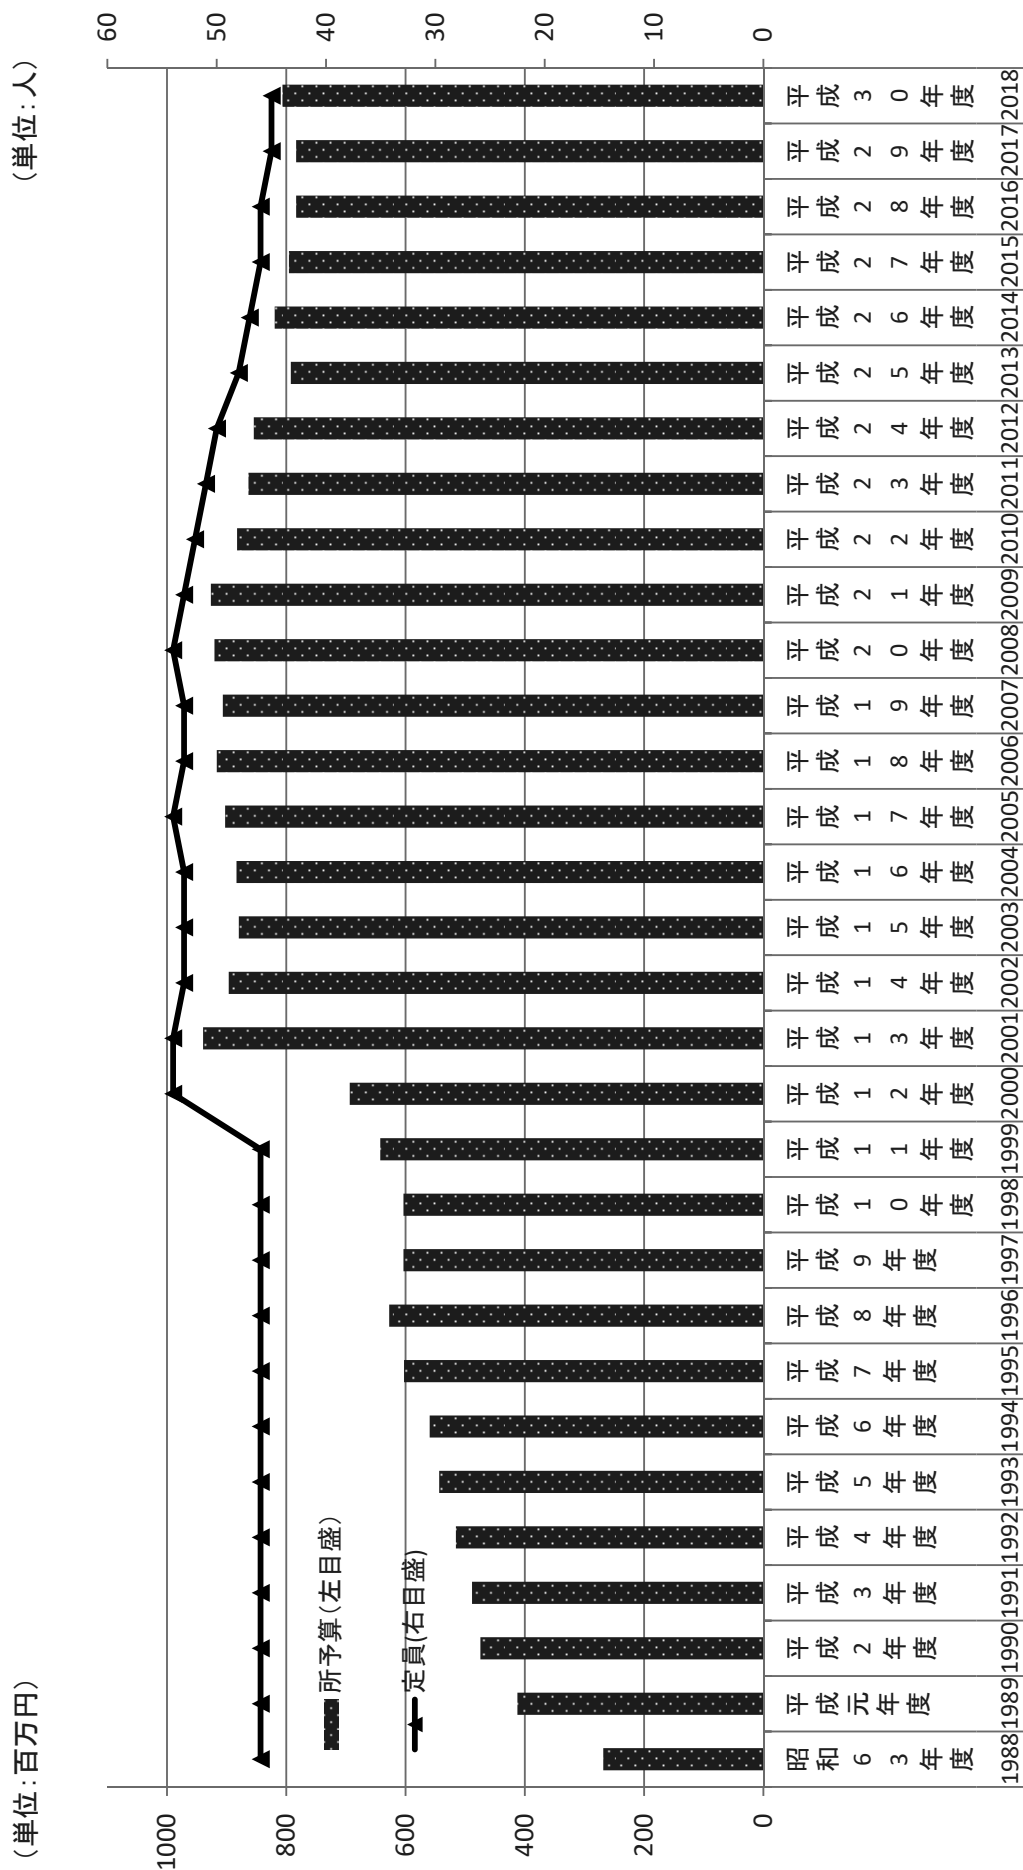 (単位：百万円)
(単位：人)
1000
800
600
400
200
0
60
50
40
30
20
10
0
所予算（左目盛）
定員(右目盛)
昭和63年度 1988
平成元年度 1989
平成2年度 1990
平成3年度 1991
平成4年度 1992
平成5年度 1993
平成6年度 1994
平成7年度 1995
平成8年度 1996
平成9年度 1997
平成10年度 1998
平成11年度 1999
平成12年度 2000
平成13年度 2001
平成14年度 2002
平成15年度 2003
平成16年度 2004
平成17年度 2005
平成18年度 2006
平成19年度 2007
平成20年度 2008
平成21年度 2009
平成22年度 2010
平成23年度 2011
平成24年度 2012
平成25年度 2013
平成26年度 2014
平成27年度 2015
平成28年度 2016
平成29年度 2017
平成30年度 2018